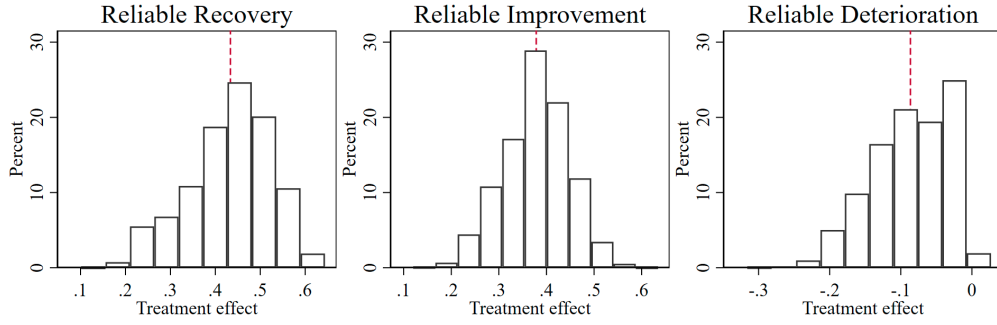 Reliable Recovery
30
20
10
0
Percent
.1 .2 .3 .4 .5 .6
Treatment effect
Reliable Improvement
30
20
10
0
Percent
.1 .2 .3 .4 .5 .6
Treatment effect
Reliable Deterioration
30
20
10
0
Percent
-.3 -.2 -.1 0
Treatment effect